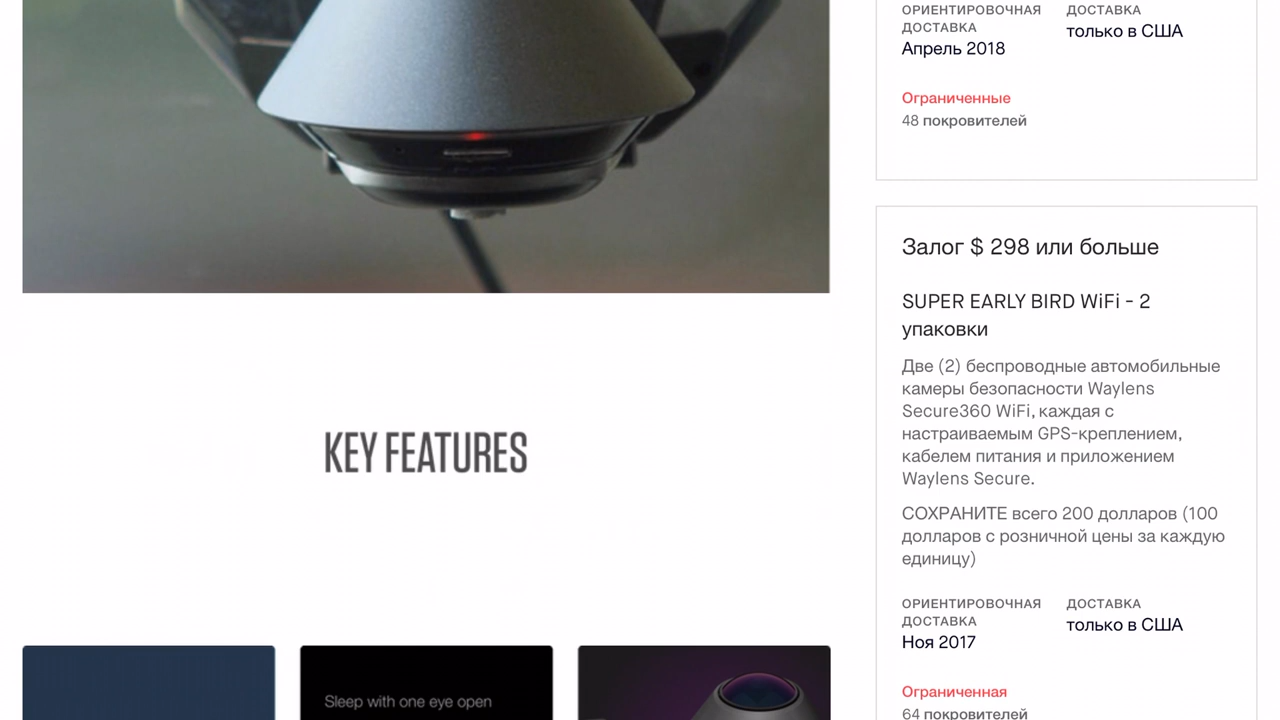 ОРИЕНТИРОВОЧНАЯ
ДОСТАВКА
Апрель 2018
ДОСТАВКА
только в США
Ограниченные
48 покровителей
Залог $ 298 или больше
SUPER EARLY BIRD WiFi - 2
упаковки
Две (2) беспроводные автомобильные
камеры безопасности Waylens
Secure360 WiFi, каждая с
настраиваемым GPS-креплением,
кабелем питания и приложением
Waylens Secure.
СОХРАНИТЕ всего 200 долларов (100
долларов с розничной цены за каждую
единицу)
ОРИЕНТИРОВОЧНАЯ
ДОСТАВКА
Ноя 2017
ДОСТАВКА
только в США
Ограниченная
64 покровителей
KEY FEATURES
Sleep with one eye open